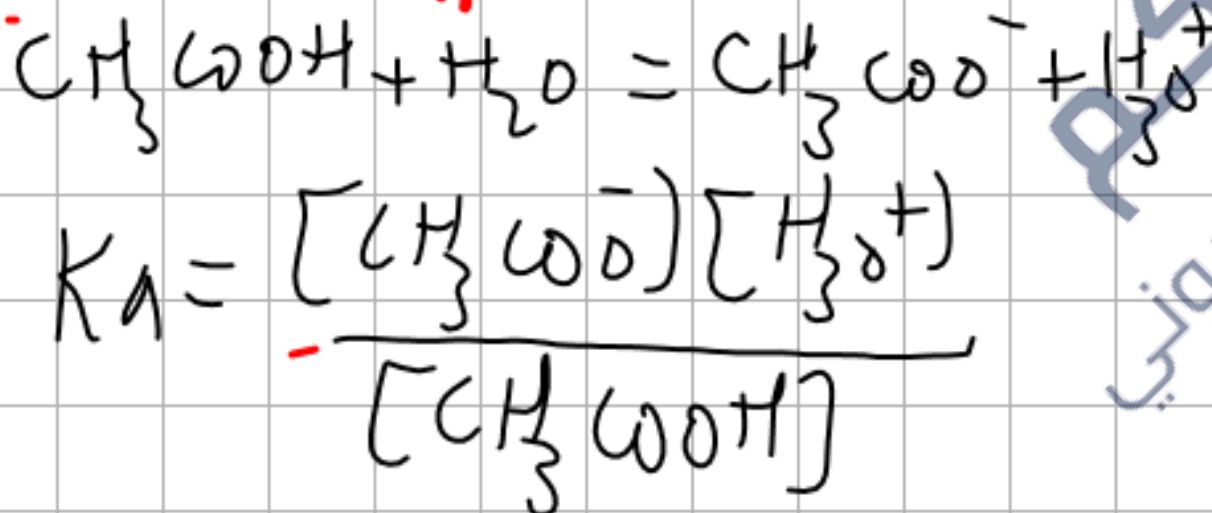 CH₃COOH + H₂O = CH₃COO⁻ + H₃O⁺
Ka = [CH₃COO⁻][H₃O⁺]
[CH₃COOH]